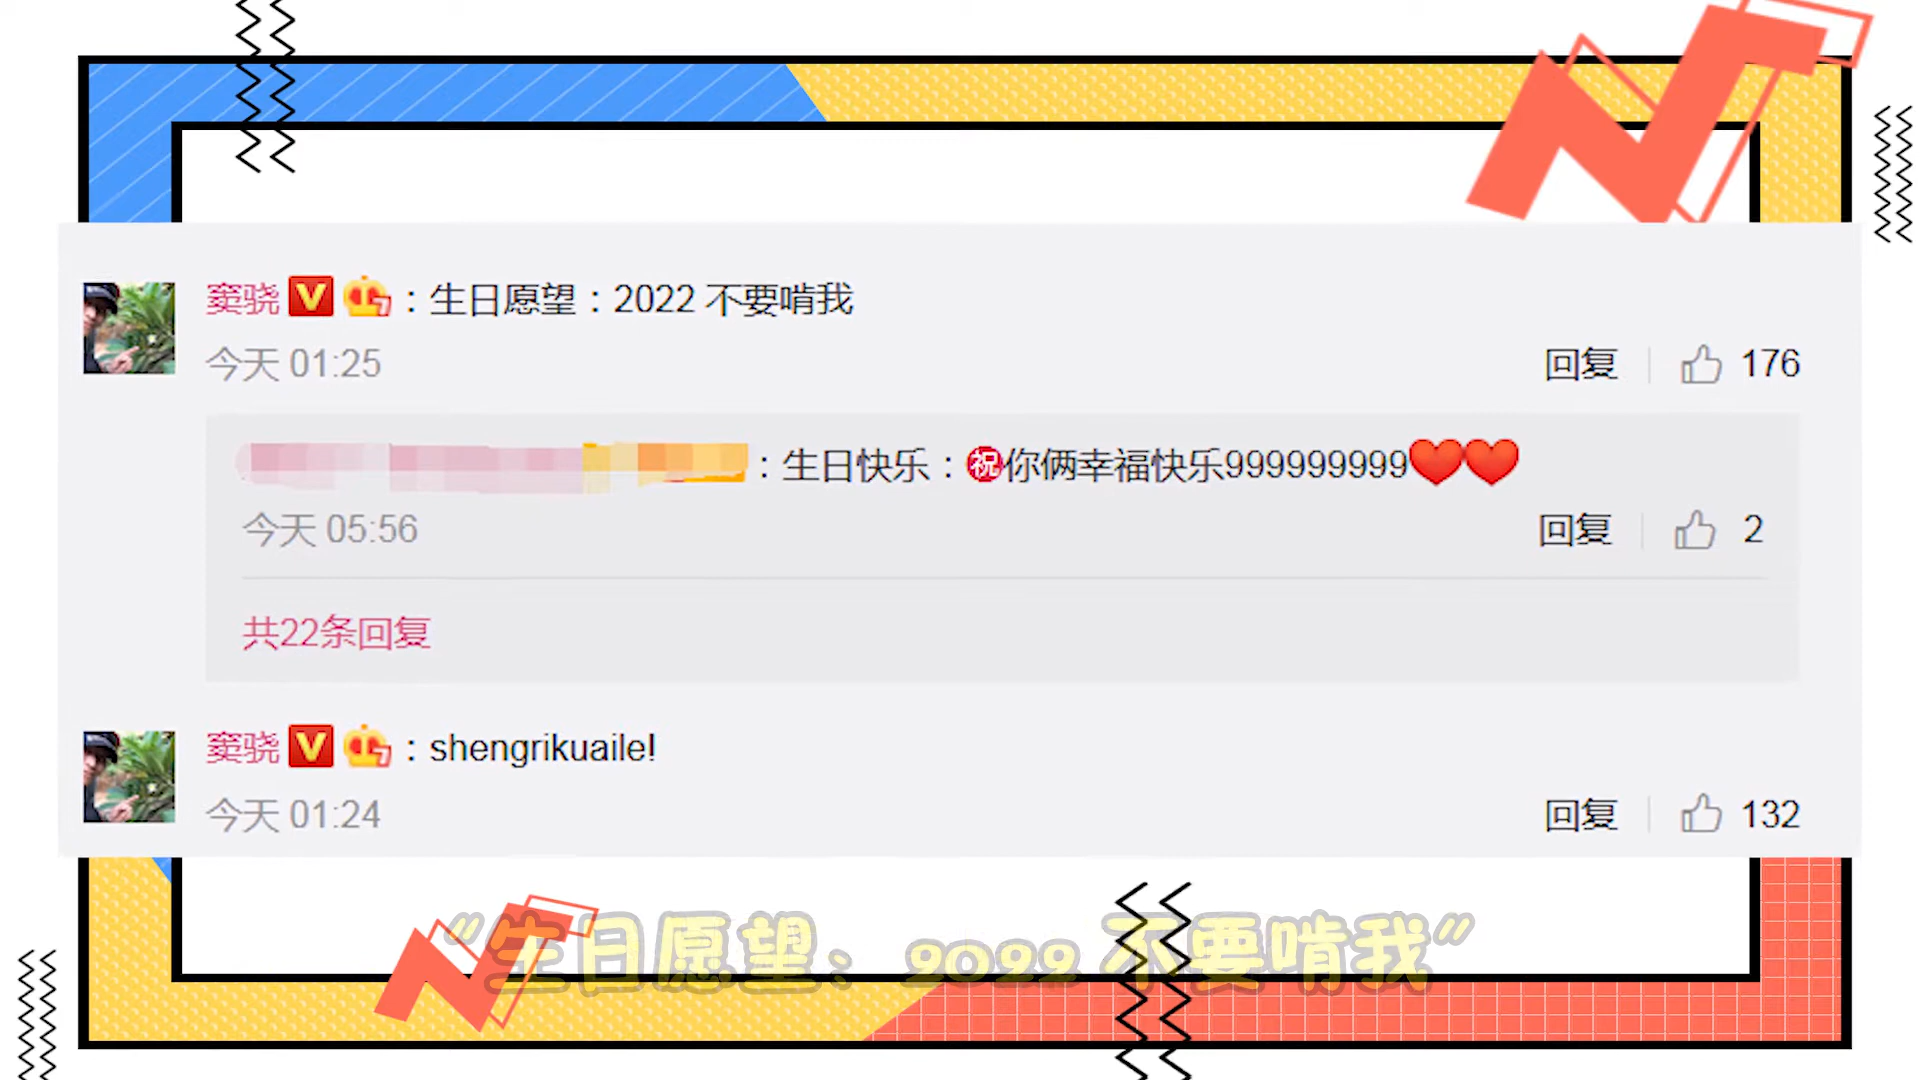 窦骁 V 7：生日愿望：2022 不要啃我
今天 01:25
回复 176
：生日快乐：㊗你俩幸福快乐999999999
今天 05:56
回复 2
共22条回复
窦骁 V 7：shengrikuaile!
今天 01:24
回复 132
“生日愿望：2022 不要啃我”